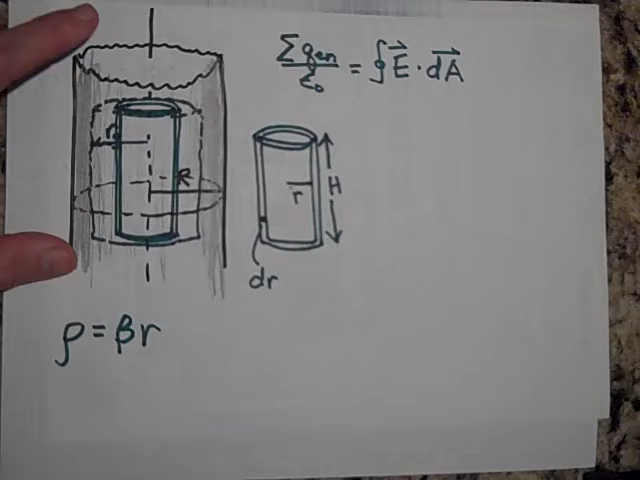 Σq_en/ε₀ = ∮E⃗ · dA⃗
r
R
r
H
dr
ρ = βr